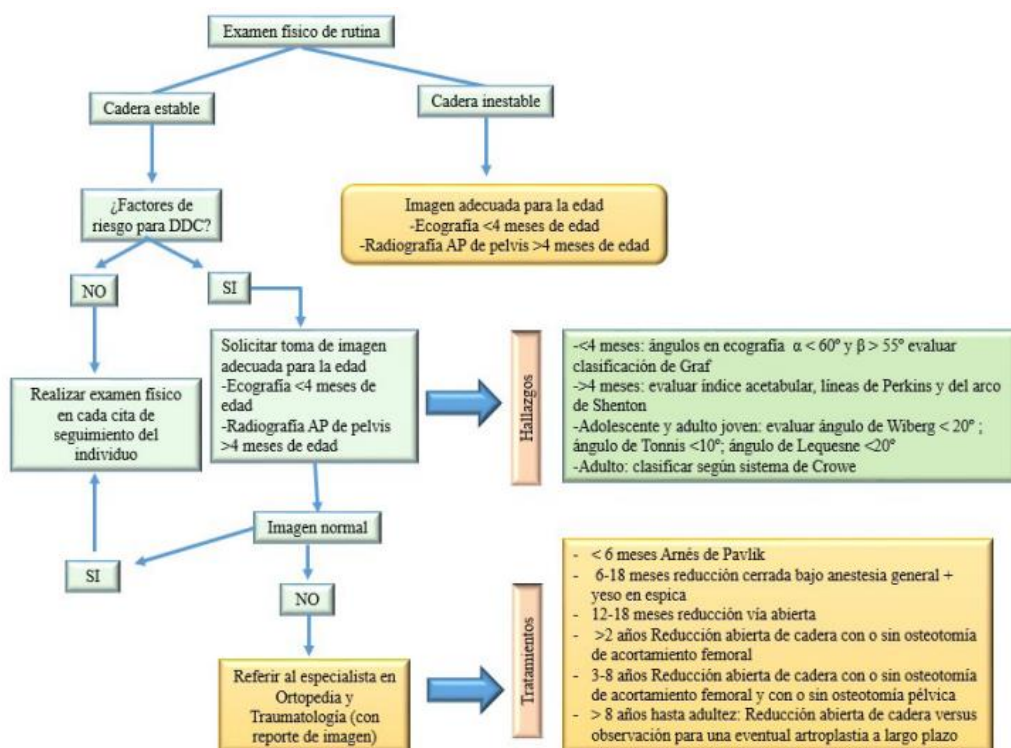 Examen físico de rutina
Cadera estable
Cadera inestable
¿Factores de
riesgo para DDC?
Imagen adecuada para la edad
-Ecografía <4 meses de edad
-Radiografía AP de pelvis >4 meses de edad
NO
SI
Solicitar toma de imagen
adecuada para la edad
-Ecografía <4 meses de
edad
-Radiografía AP de pelvis
>4 meses de edad
Realizar examen físico
en cada cita de
seguimiento del
individuo
Hallazgos
-<4 meses: ángulos en ecografía α < 60º y β > 55º evaluar
clasificación de Graf
->4 meses: evaluar índice acetabular, líneas de Perkins y del arco
de Shenton
-Adolescente y adulto joven: evaluar ángulo de Wiberg < 20º ;
ángulo de Tonnis <10º; ángulo de Lequesne <20º
-Adulto: clasificar según sistema de Crowe
Imagen normal
SI
NO
Referir al especialista en
Ortopedia y
Traumatología (con
reporte de imagen)
Tratamientos
- < 6 meses Arnés de Pavlik
- 6-18 meses reducción cerrada bajo anestesia general +
yeso en espica
- 12-18 meses reducción vía abierta
- >2 años Reducción abierta de cadera con o sin osteotomía
de acortamiento femoral
- 3-8 años Reducción abierta de cadera con o sin osteotomía
de acortamiento femoral y con o sin osteotomía pélvica
- > 8 años hasta adultez: Reducción abierta de cadera versus
observación para una eventual artroplastia a largo plazo